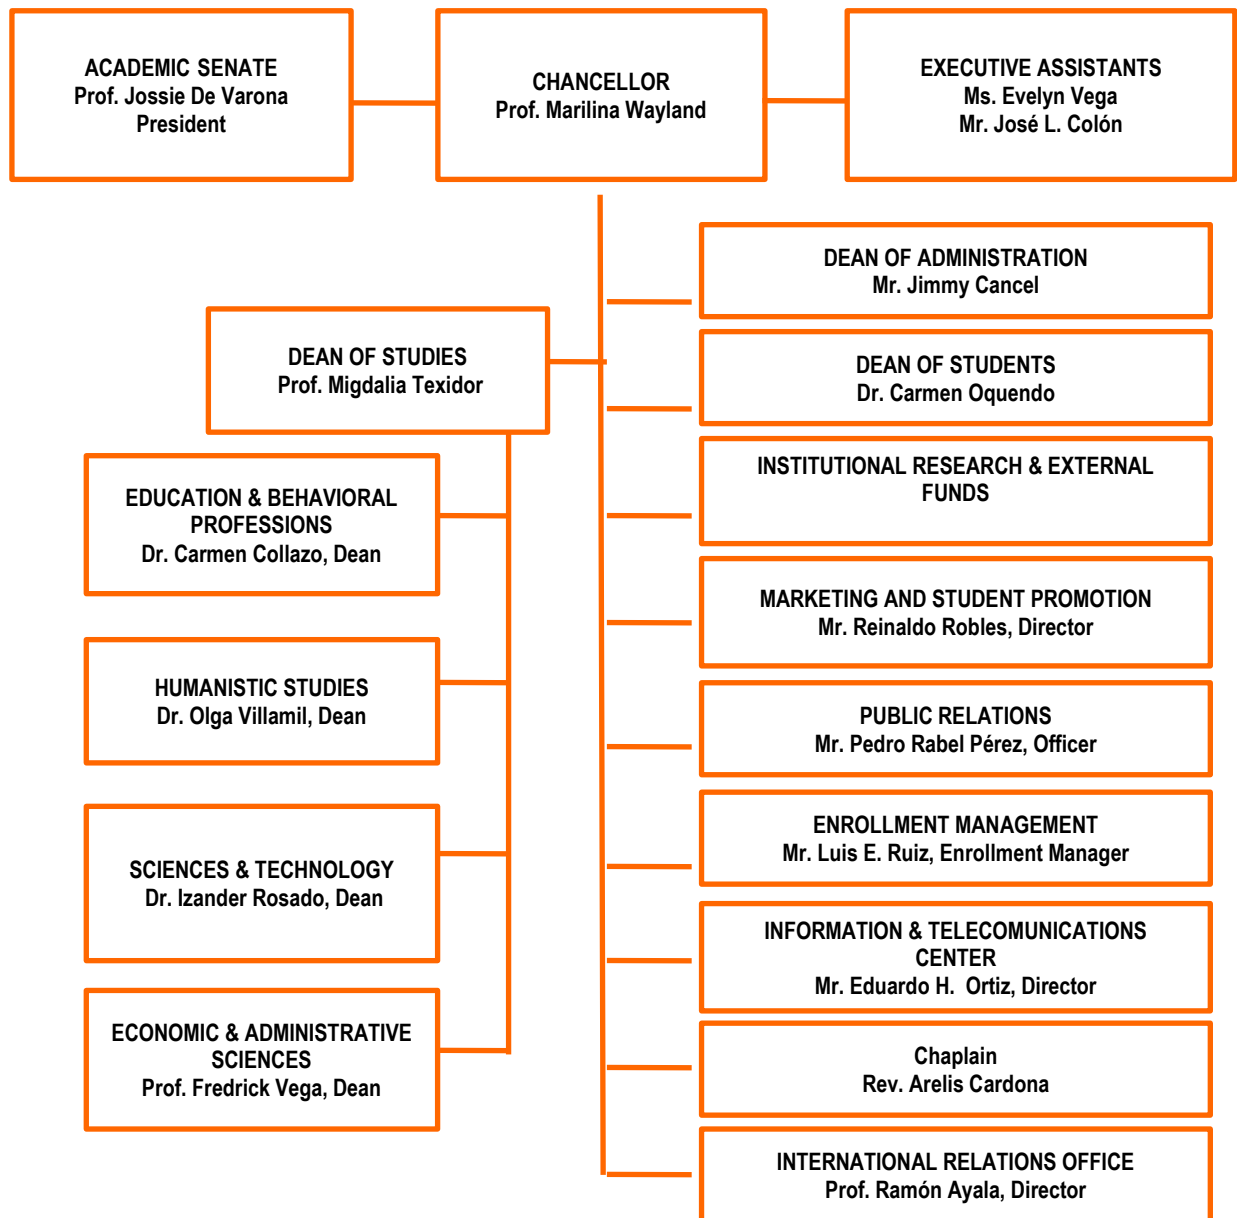 ACADEMIC SENATE
Prof. Jossie De Varona
President
CHANCELLOR
Prof. Marilina Wayland
EXECUTIVE ASSISTANTS
Ms. Evelyn Vega
Mr. José L. Colón
DEAN OF ADMINISTRATION
Mr. Jimmy Cancel
DEAN OF STUDIES
Prof. Migdalia Texidor
DEAN OF STUDENTS
Dr. Carmen Oquendo
INSTITUTIONAL RESEARCH & EXTERNAL
FUNDS
EDUCATION & BEHAVIORAL
PROFESSIONS
Dr. Carmen Collazo, Dean
MARKETING AND STUDENT PROMOTION
Mr. Reinaldo Robles, Director
HUMANISTIC STUDIES
Dr. Olga Villamil, Dean
PUBLIC RELATIONS
Mr. Pedro Rabel Pérez, Officer
ENROLLMENT MANAGEMENT
Mr. Luis E. Ruiz, Enrollment Manager
SCIENCES & TECHNOLOGY
Dr. Izander Rosado, Dean
INFORMATION & TELECOMUNICATIONS
CENTER
Mr. Eduardo H. Ortiz, Director
ECONOMIC & ADMINISTRATIVE
SCIENCES
Prof. Fredrick Vega, Dean
Chaplain
Rev. Arelis Cardona
INTERNATIONAL RELATIONS OFFICE
Prof. Ramón Ayala, Director